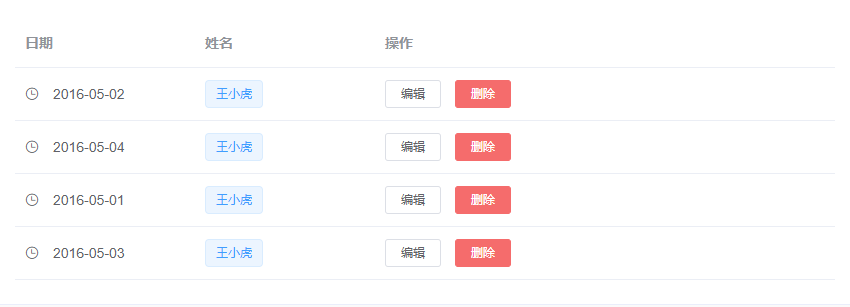 日期 姓名 操作
2016-05-02 王小虎 编辑 删除
2016-05-04 王小虎 编辑 删除
2016-05-01 王小虎 编辑 删除
2016-05-03 王小虎 编辑 删除